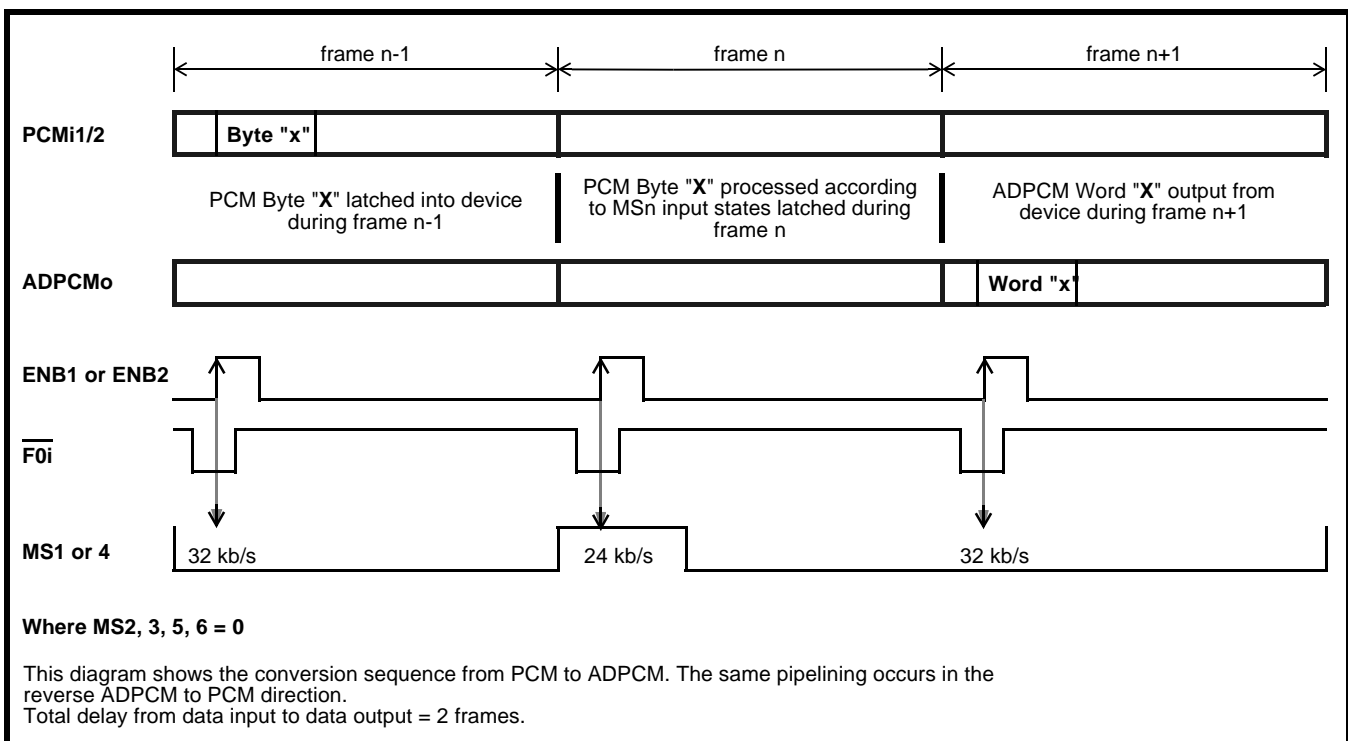 frame n-1
frame n
frame n+1
PCMi1/2
Byte "x"
PCM Byte "X" latched into device
during frame n-1
PCM Byte "X" processed according
to MSn input states latched during
frame n
ADPCM Word "X" output from
device during frame n+1
ADPCMo
Word "x"
ENB1 or ENB2
F0i
MS1 or 4
32 kb/s
24 kb/s
32 kb/s
Where MS2, 3, 5, 6 = 0
This diagram shows the conversion sequence from PCM to ADPCM. The same pipelining occurs in the
reverse ADPCM to PCM direction.
Total delay from data input to data output = 2 frames.